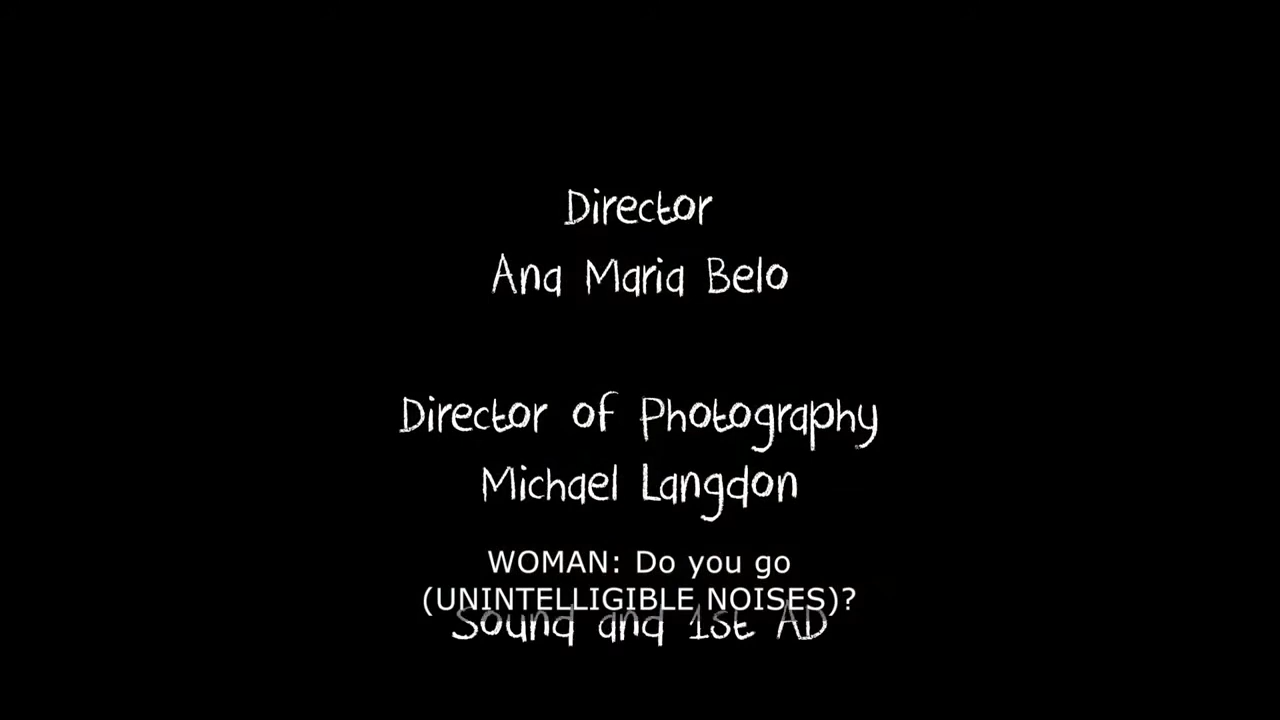 Director
Ana Maria Belo
Director of Photography
Michael Langdon
WOMAN: Do you go
(UNINTELLIGIBLE NOISES)?
Sound and 1st AD